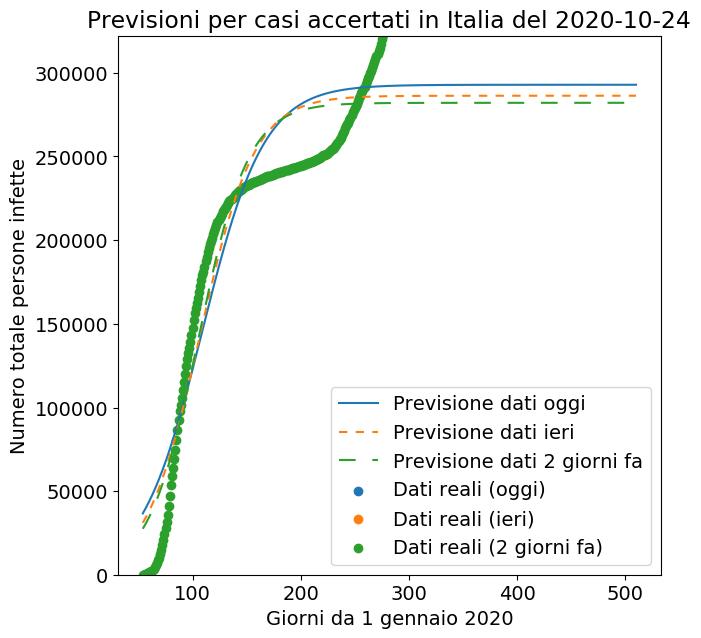 Previsioni per casi accertati in Italia del 2020-10-24
Numero totale persone infette
300000
250000
200000
150000
100000
50000
0
100
200
300
400
500
Giorni da 1 gennaio 2020
Previsione dati oggi
Previsione dati ieri
Previsione dati 2 giorni fa
Dati reali (oggi)
Dati reali (ieri)
Dati reali (2 giorni fa)